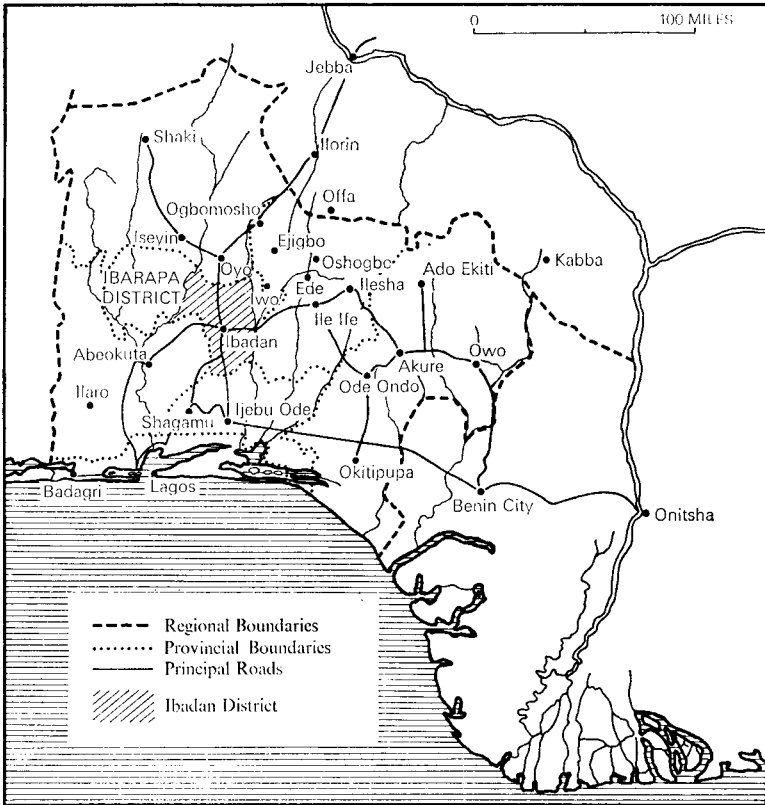 0 100 MILES
Jebba
Shaki
Ilorin
Offa
Ogbomosho
Iseyin
Ejigbo
Oyo
Oshogbo
Ado Ekiti
Kabba
IBARAPA
DISTRICT
Iwo
Ede
Ilesha
Ile Ife
Ibadan
Abeokuta
Akure
Owo
Ode Ondo
Ilaro
Shagamu
Ijebu Ode
Okitipupa
Badagri
Lagos
Benin City
Onitsha
Regional Boundaries
Provincial Boundaries
Principal Roads
Ibadan District